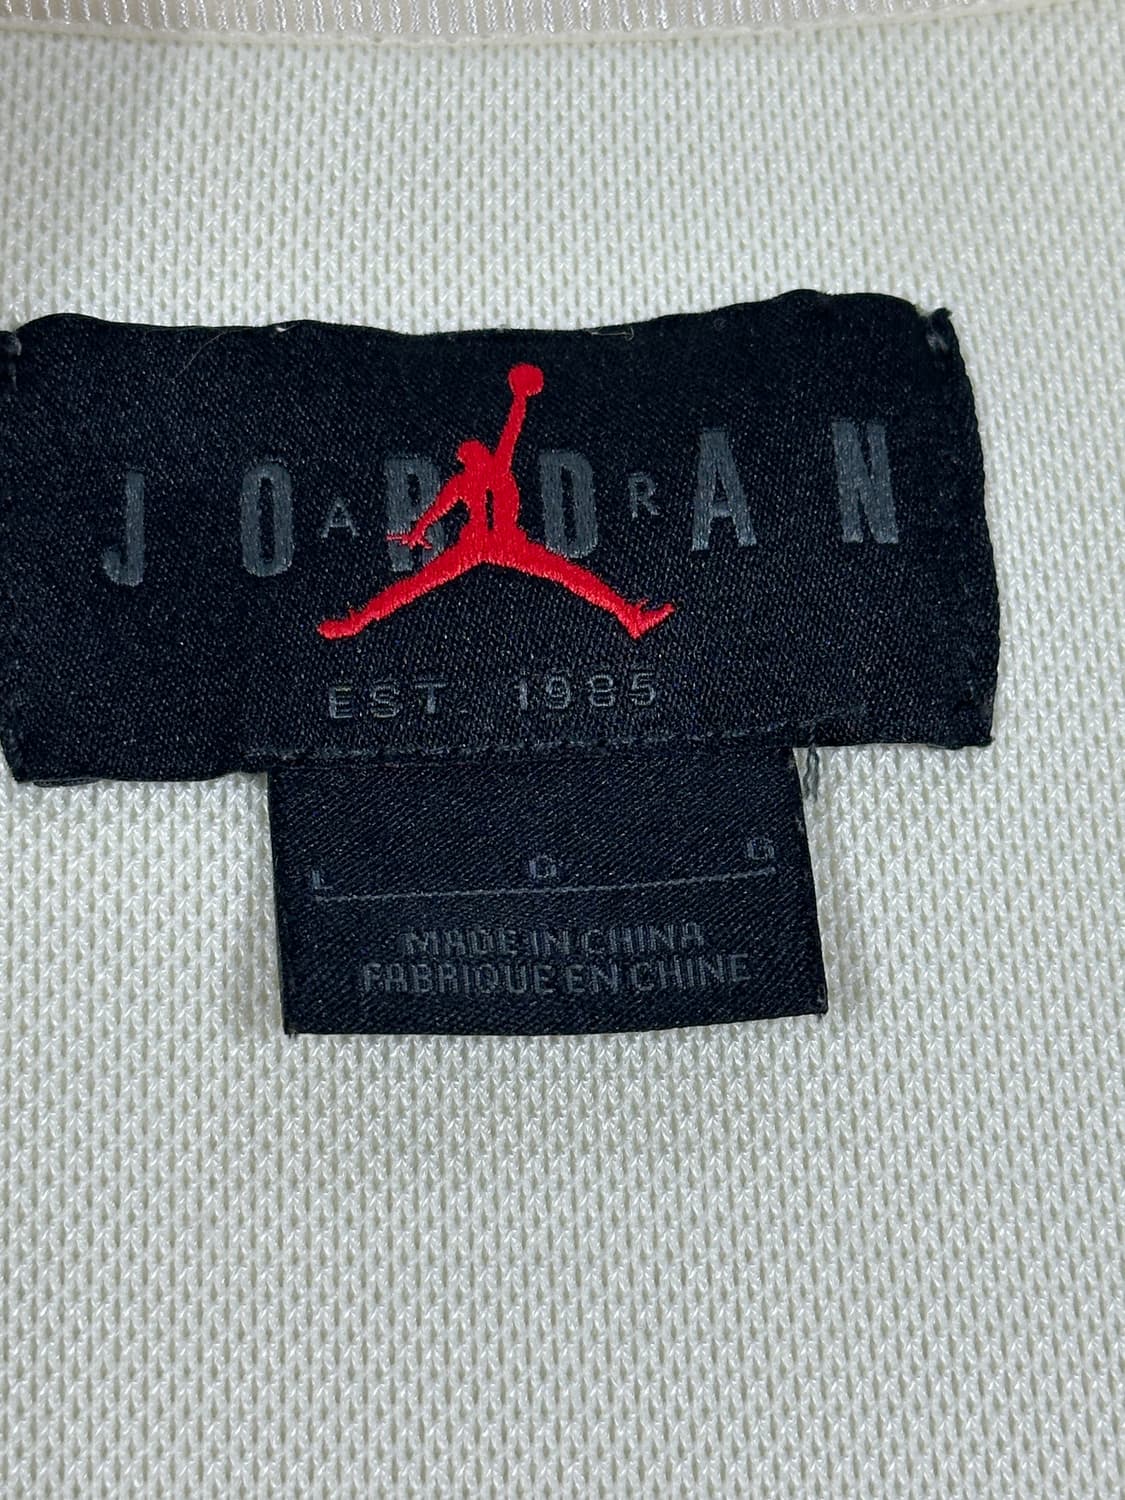 JORDAN
AIR
EST. 1985
L G G
MADE IN CHINA
FABRIQUE EN CHINE